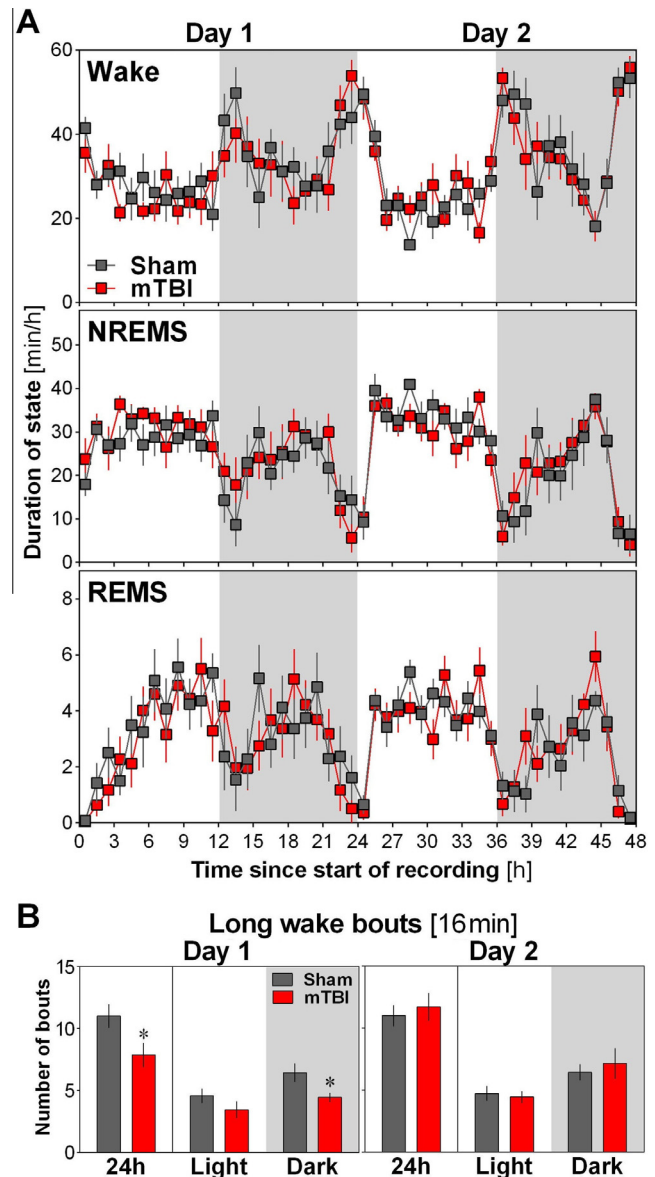 A
Day 1 Day 2
Wake
60
40
20
0
Sham
mTBI
NREMS
50
40
30
20
10
0
Duration of state [min/h]
REMS
8
6
4
2
0
0 3 6 9 12 15 18 21 24 27 30 33 36 39 42 45 48
Time since start of recording [h]
B
Long wake bouts [16min]
Day 1 Day 2
15
10
5
0
Number of bouts
Sham
mTBI
* *
24h Light Dark 24h Light Dark